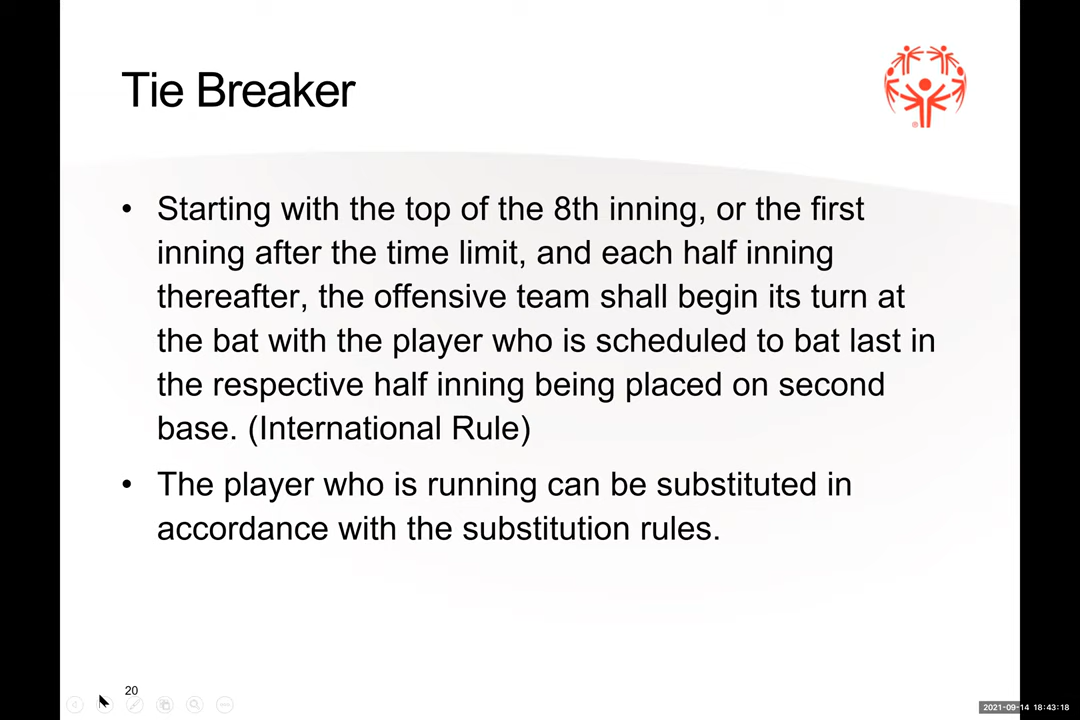 Tie Breaker
®
• Starting with the top of the 8th inning, or the first
inning after the time limit, and each half inning
thereafter, the offensive team shall begin its turn at
the bat with the player who is scheduled to bat last in
the respective half inning being placed on second
base. (International Rule)
• The player who is running can be substituted in
accordance with the substitution rules.
20
2021-09-14 18:43:18